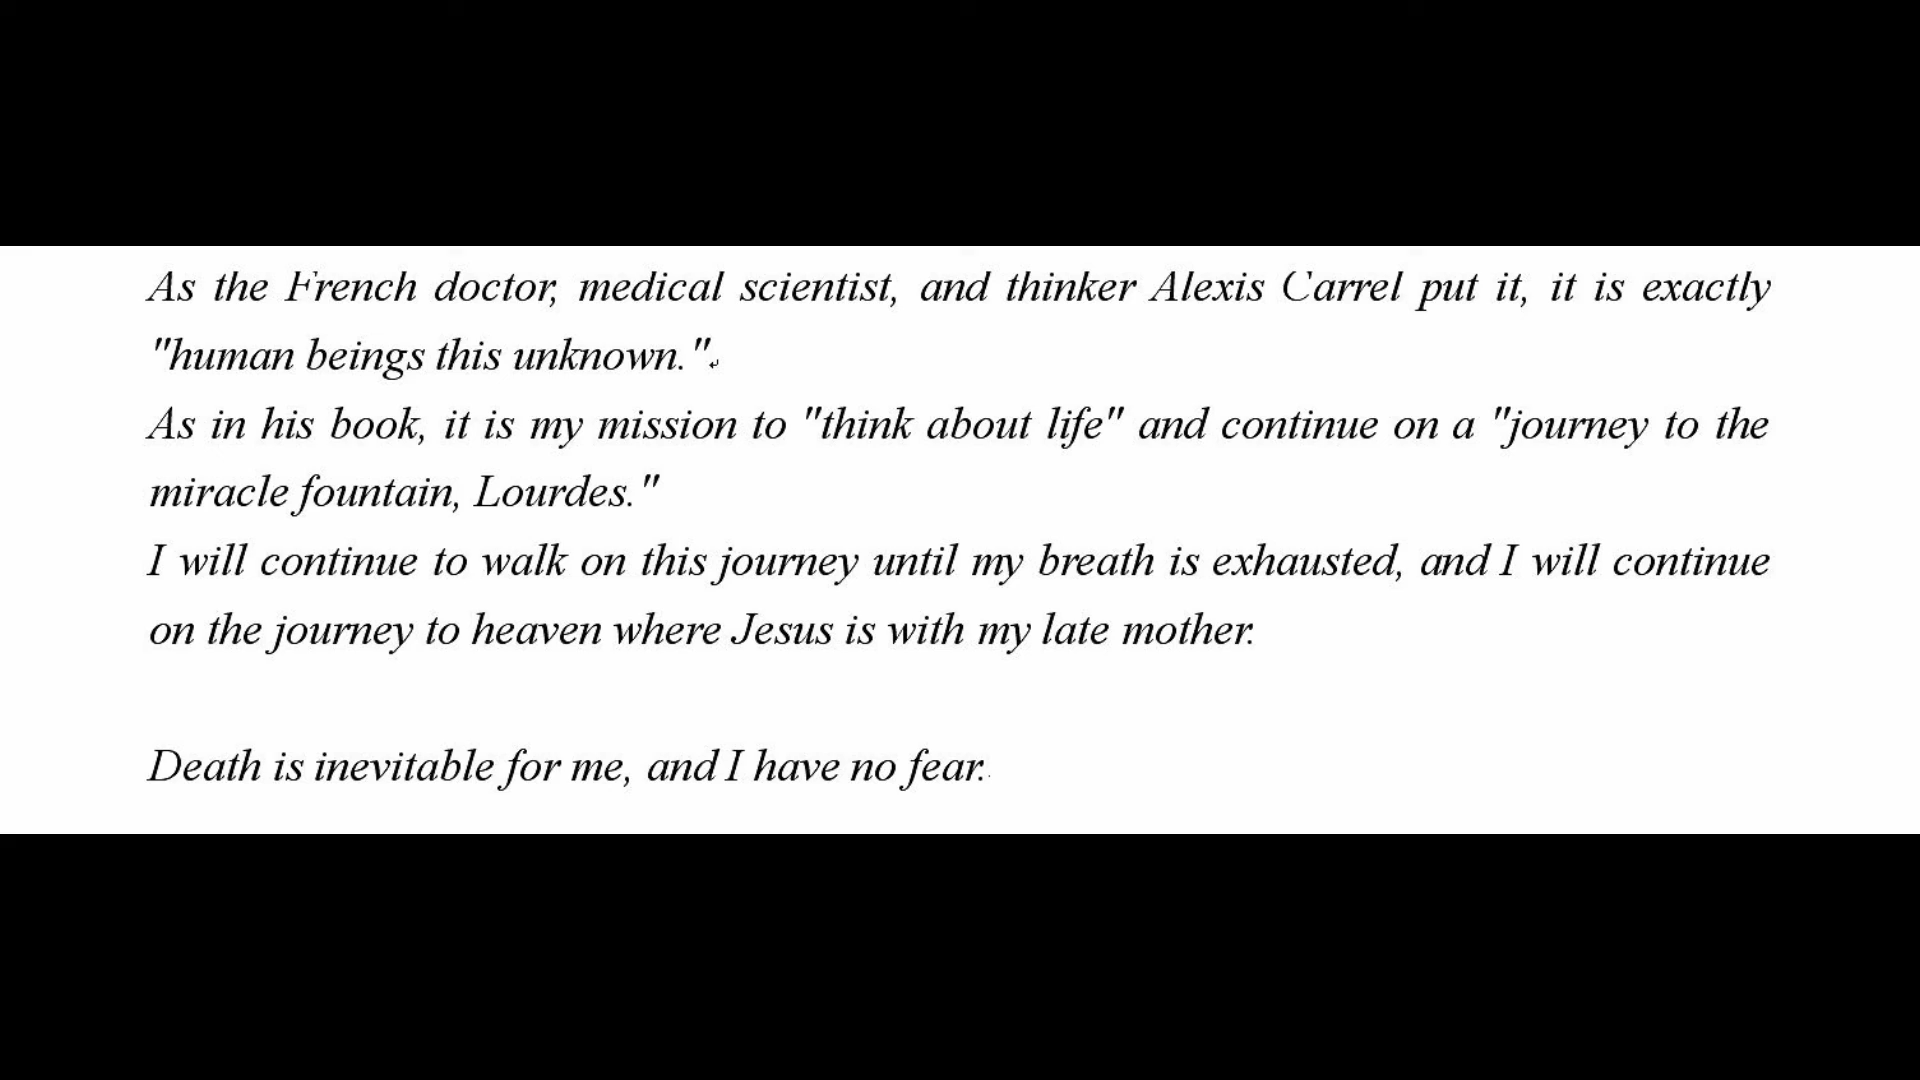 As the French doctor, medical scientist, and thinker Alexis Carrel put it, it is exactly
"human beings this unknown."
As in his book, it is my mission to "think about life" and continue on a "journey to the
miracle fountain, Lourdes."
I will continue to walk on this journey until my breath is exhausted, and I will continue
on the journey to heaven where Jesus is with my late mother.
Death is inevitable for me, and I have no fear.